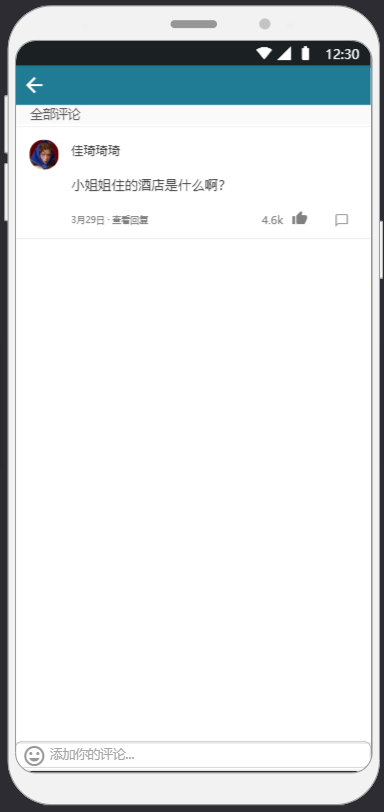 12:30
全部评论
佳琦琦琦
小姐姐住的酒店是什么啊？
3月29日 · 查看回复
4.6k
添加你的评论...